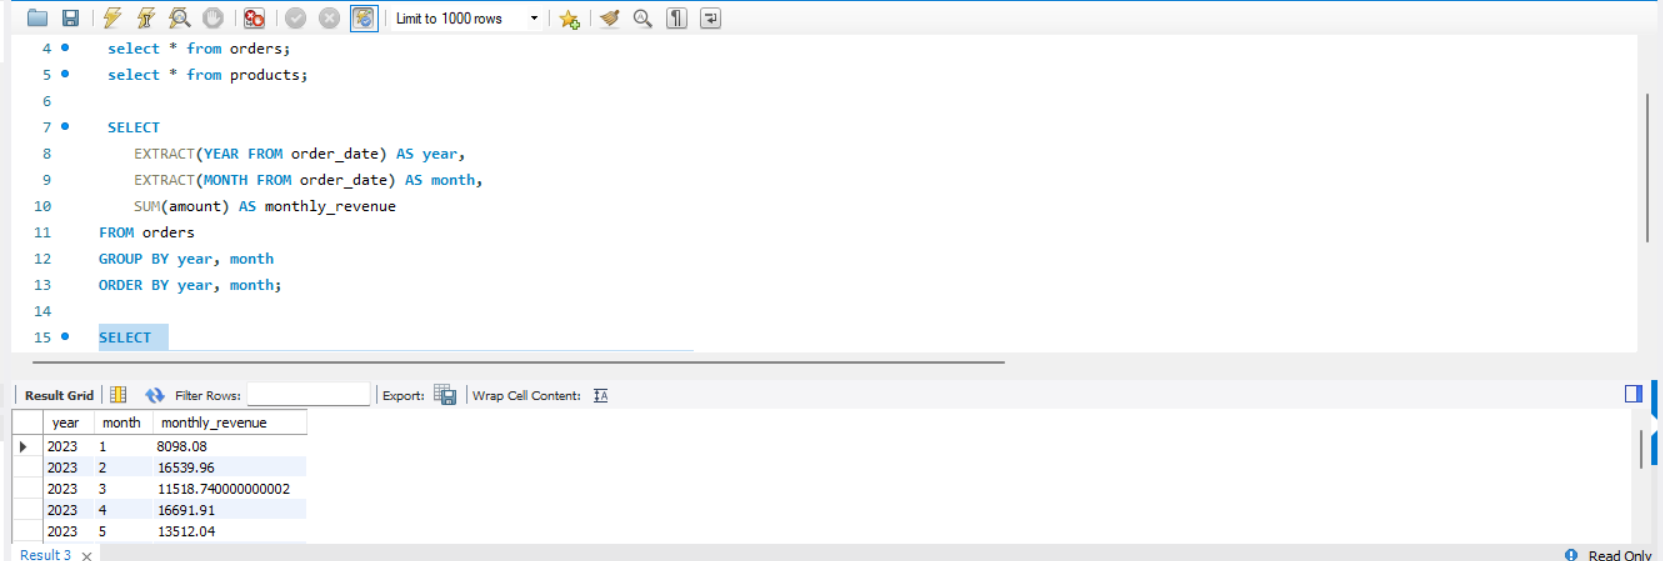 Limit to 1000 rows
4 select * from orders;
5 select * from products;
6
7 SELECT
8 EXTRACT(YEAR FROM order_date) AS year,
9 EXTRACT(MONTH FROM order_date) AS month,
10 SUM(amount) AS monthly_revenue
11 FROM orders
12 GROUP BY year, month
13 ORDER BY year, month;
14
15 SELECT
Result Grid Filter Rows: Export: Wrap Cell Content: IA
year month monthly_revenue
2023 1 8098.08
2023 2 16539.96
2023 3 11518.740000000002
2023 4 16691.91
2023 5 13512.04
Result 3 × Read Only